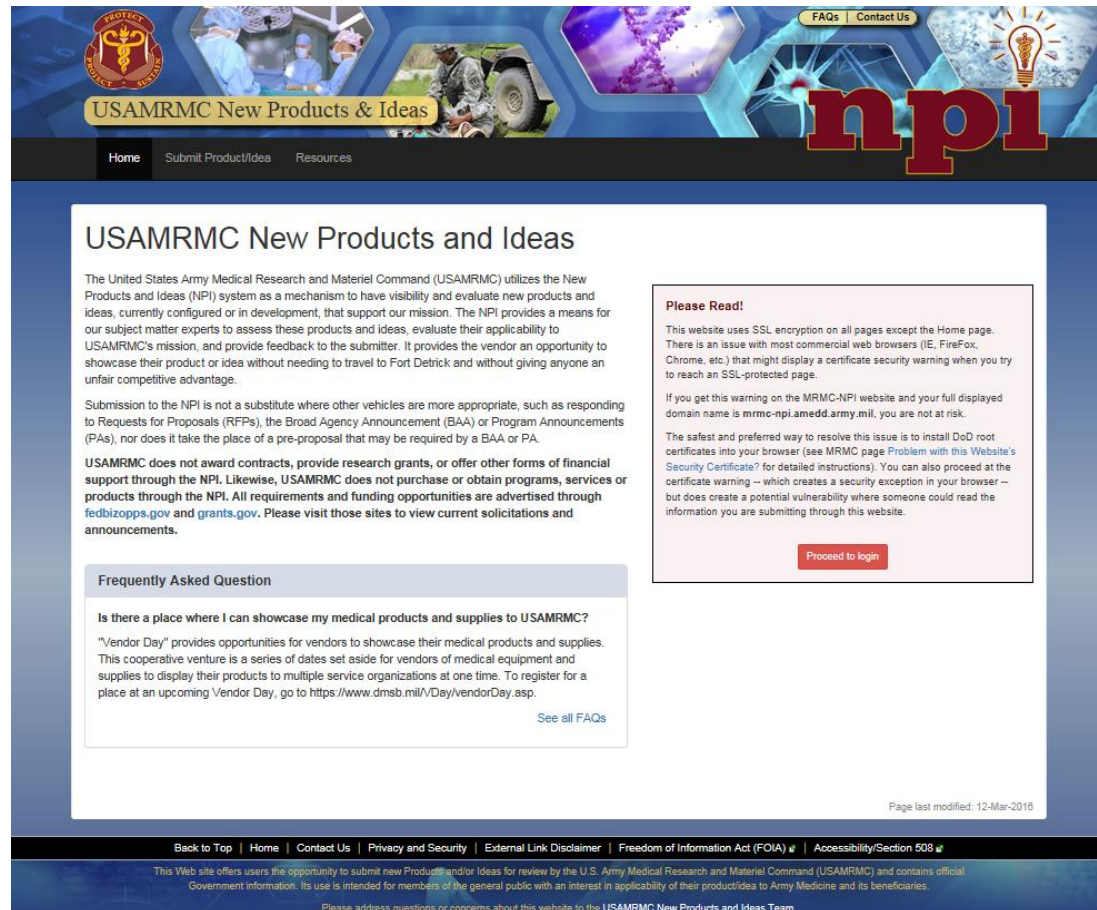 PROTECT
PROJECT
SUSTAIN
FAQs | Contact Us
USAMRMC New Products & Ideas
npi
Home Submit Product/Idea Resources
USAMRMC New Products and Ideas
The United States Army Medical Research and Materiel Command (USAMRMC) utilizes the New
Products and Ideas (NPI) system as a mechanism to have visibility and evaluate new products and
ideas, currently configured or in development, that support our mission. The NPI provides a means for
our subject matter experts to assess these products and ideas, evaluate their applicability to
USAMRMC's mission, and provide feedback to the submitter. It provides the vendor an opportunity to
showcase their product or idea without needing to travel to Fort Detrick and without giving anyone an
unfair competitive advantage.
Submission to the NPI is not a substitute where other vehicles are more appropriate, such as responding
to Requests for Proposals (RFPs), the Broad Agency Announcement (BAA) or Program Announcements
(PAs), nor does it take the place of a pre-proposal that may be required by a BAA or PA.
USAMRMC does not award contracts, provide research grants, or offer other forms of financial
support through the NPI. Likewise, USAMRMC does not purchase or obtain programs, services or
products through the NPI. All requirements and funding opportunities are advertised through
fedbizopps.gov and grants.gov. Please visit those sites to view current solicitations and
announcements.
Frequently Asked Question
Is there a place where I can showcase my medical products and supplies to USAMRMC?
"Vendor Day" provides opportunities for vendors to showcase their medical products and supplies.
This cooperative venture is a series of dates set aside for vendors of medical equipment and
supplies to display their products to multiple service organizations at one time. To register for a
place at an upcoming Vendor Day, go to https://www.dmsb.mil/VDay/vendorDay.asp.
See all FAQs
Please Read!
This website uses SSL encryption on all pages except the Home page.
There is an issue with most commercial web browsers (IE, FireFox,
Chrome, etc.) that might display a certificate security warning when you try
to reach an SSL-protected page.
If you get this warning on the MRMC-NPI website and your full displayed
domain name is mrmc-npi.amedd.army.mil, you are not at risk.
The safest and preferred way to resolve this issue is to install DoD root
certificates into your browser (see MRMC page Problem with this Website's
Security Certificate? for detailed instructions). You can also proceed at the
certificate warning -- which creates a security exception in your browser --
but does create a potential vulnerability where someone could read the
information you are submitting through this website.
Proceed to login
Page last modified: 12-Mar-2016
Back to Top | Home | Contact Us | Privacy and Security | External Link Disclaimer | Freedom of Information Act (FOIA) | Accessibility/Section 508
This Web site offers users the opportunity to submit new Products and/or Ideas for review by the U.S. Army Medical Research and Materiel Command (USAMRMC) and contains official
Government information. Its use is intended for members of the general public with an interest in applicability of their product/idea to Army Medicine and its beneficiaries.
Please address questions or concerns about this website to the USAMRMC New Products and Ideas Team